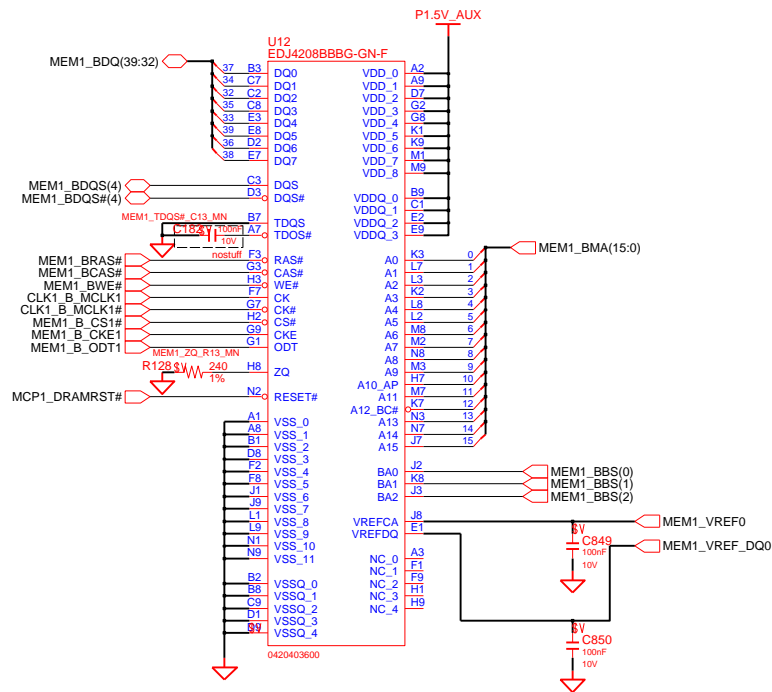 P1.5V_AUX
U12
EDJ4208BBBG-GN-F
MEM1_BDQ(39:32)
37 B3 DQ0
34 C7 DQ1
32 C2 DQ2
35 C8 DQ3
33 E3 DQ4
39 E8 DQ5
36 D2 DQ6
38 E7 DQ7
VDD_0 A2
VDD_1 A9
VDD_2 D7
VDD_3 G2
VDD_4 G8
VDD_5 K1
VDD_6 K9
VDD_7 M1
VDD_8 M9
MEM1_BDQS(4) C3 DQS
MEM1_BDQS#(4) D3 DQS#
VDDQ_0 B9
VDDQ_1 C1
VDDQ_2 E2
VDDQ_3 E9
MEM1_TDQS#_C13_MN
B7 TDQS
C182 100nF A7 TDOS#
10V
nostuff
MEM1_BRAS# F3 RAS#
MEM1_BCAS# G3 CAS#
MEM1_BWE# H3 WE#
CLK1_B_MCLK1 F7 CK
CLK1_B_MCLK1# G7 CK#
MEM1_B_CS1# H2 CS#
MEM1_B_CKE1 G9 CKE
MEM1_B_ODT1 G1 ODT
MEM1_ZQ_R13_MN
R128 $V 240 H8 ZQ
1%
MCP1_DRAMRST# N2 RESET#
MEM1_BMA(15:0)
A0 K3 0
A1 L7 1
A2 L3 2
A3 K2 3
A4 L8 4
A5 L2 5
A6 M8 6
A7 M2 7
A8 N8 8
A9 M3 9
A10_AP H7 10
A11 M7 11
A12_BC# K7 12
A13 N3 13
A14 N7 14
A15 J7 15
A1 VSS_0
A8 VSS_1
B1 VSS_2
D8 VSS_3
F2 VSS_4
F8 VSS_5
J1 VSS_6
J9 VSS_7
L1 VSS_8
L9 VSS_9
N1 VSS_10
N9 VSS_11
BA0 J2 MEM1_BBS(0)
BA1 K8 MEM1_BBS(1)
BA2 J3 MEM1_BBS(2)
VREFCA J8 MEM1_VREF0
VREFDQ E1 MEM1_VREF_DQ0
$V
C849
100nF
10V
NC_0 A3
NC_1 F1
NC_2 F9
NC_3 H1
NC_4 H9
B2 VSSQ_0
B8 VSSQ_1
C9 VSSQ_2
D1 VSSQ_3
VSSQ_4
$V
C850
100nF
10V
0420403600